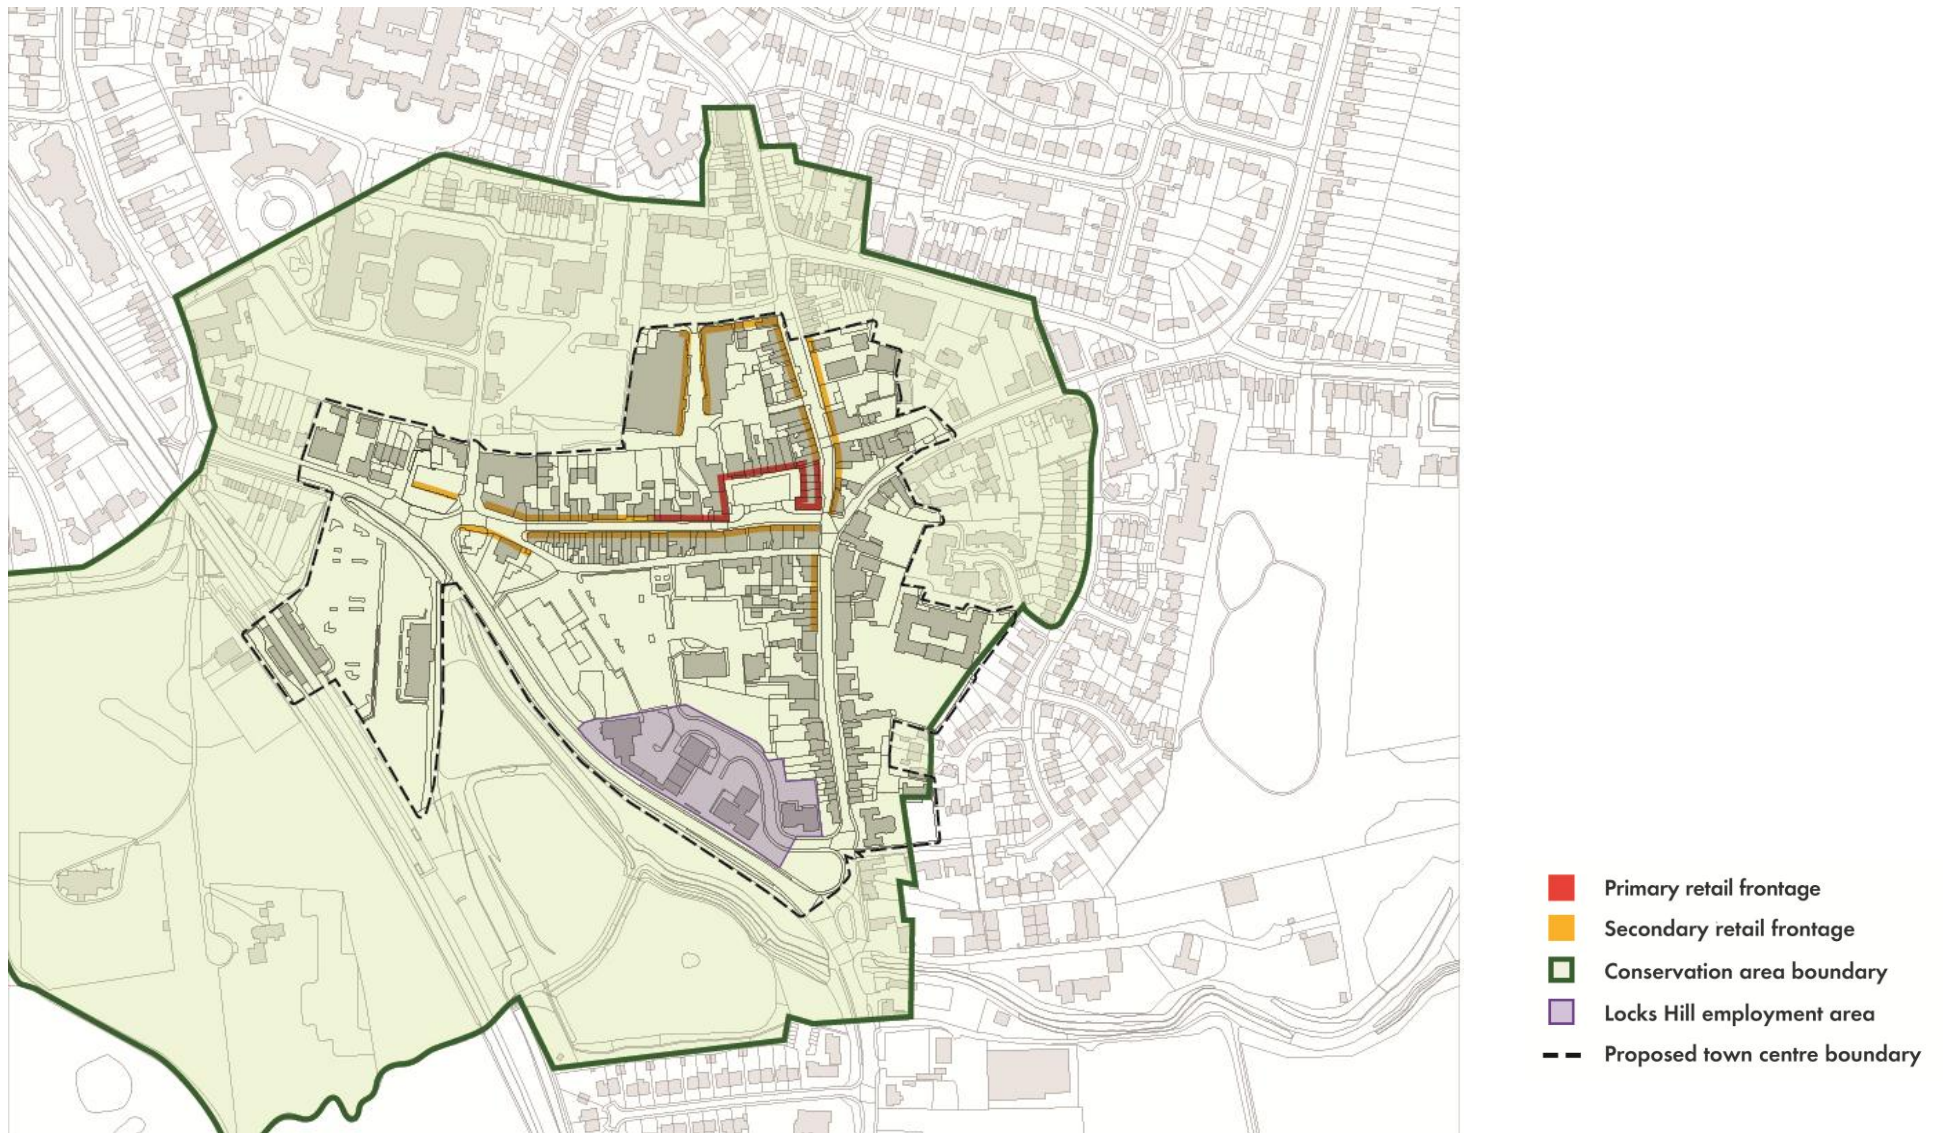 Primary retail frontage
Secondary retail frontage
Conservation area boundary
Locks Hill employment area
Proposed town centre boundary